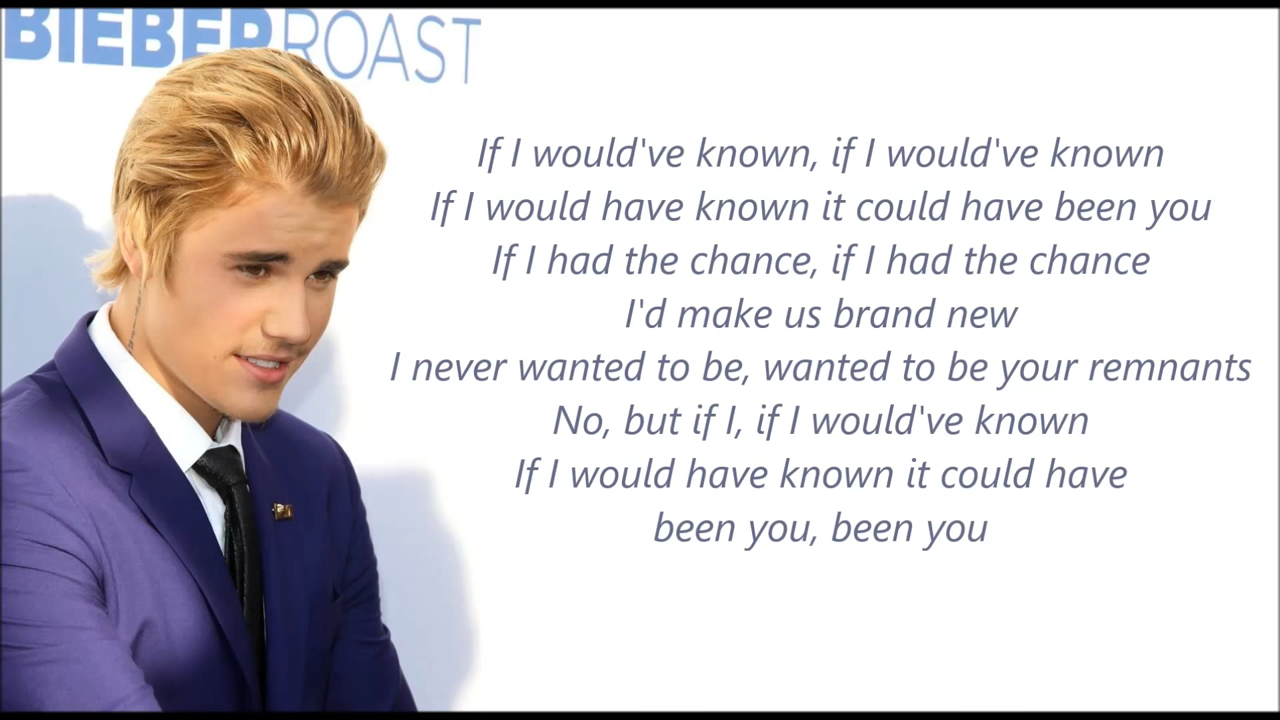 BIEBER ROAST
If I would've known, if I would've known
If I would have known it could have been you
If I had the chance, if I had the chance
I'd make us brand new
I never wanted to be, wanted to be your remnants
No, but if I, if I would've known
If I would have known it could have
been you, been you